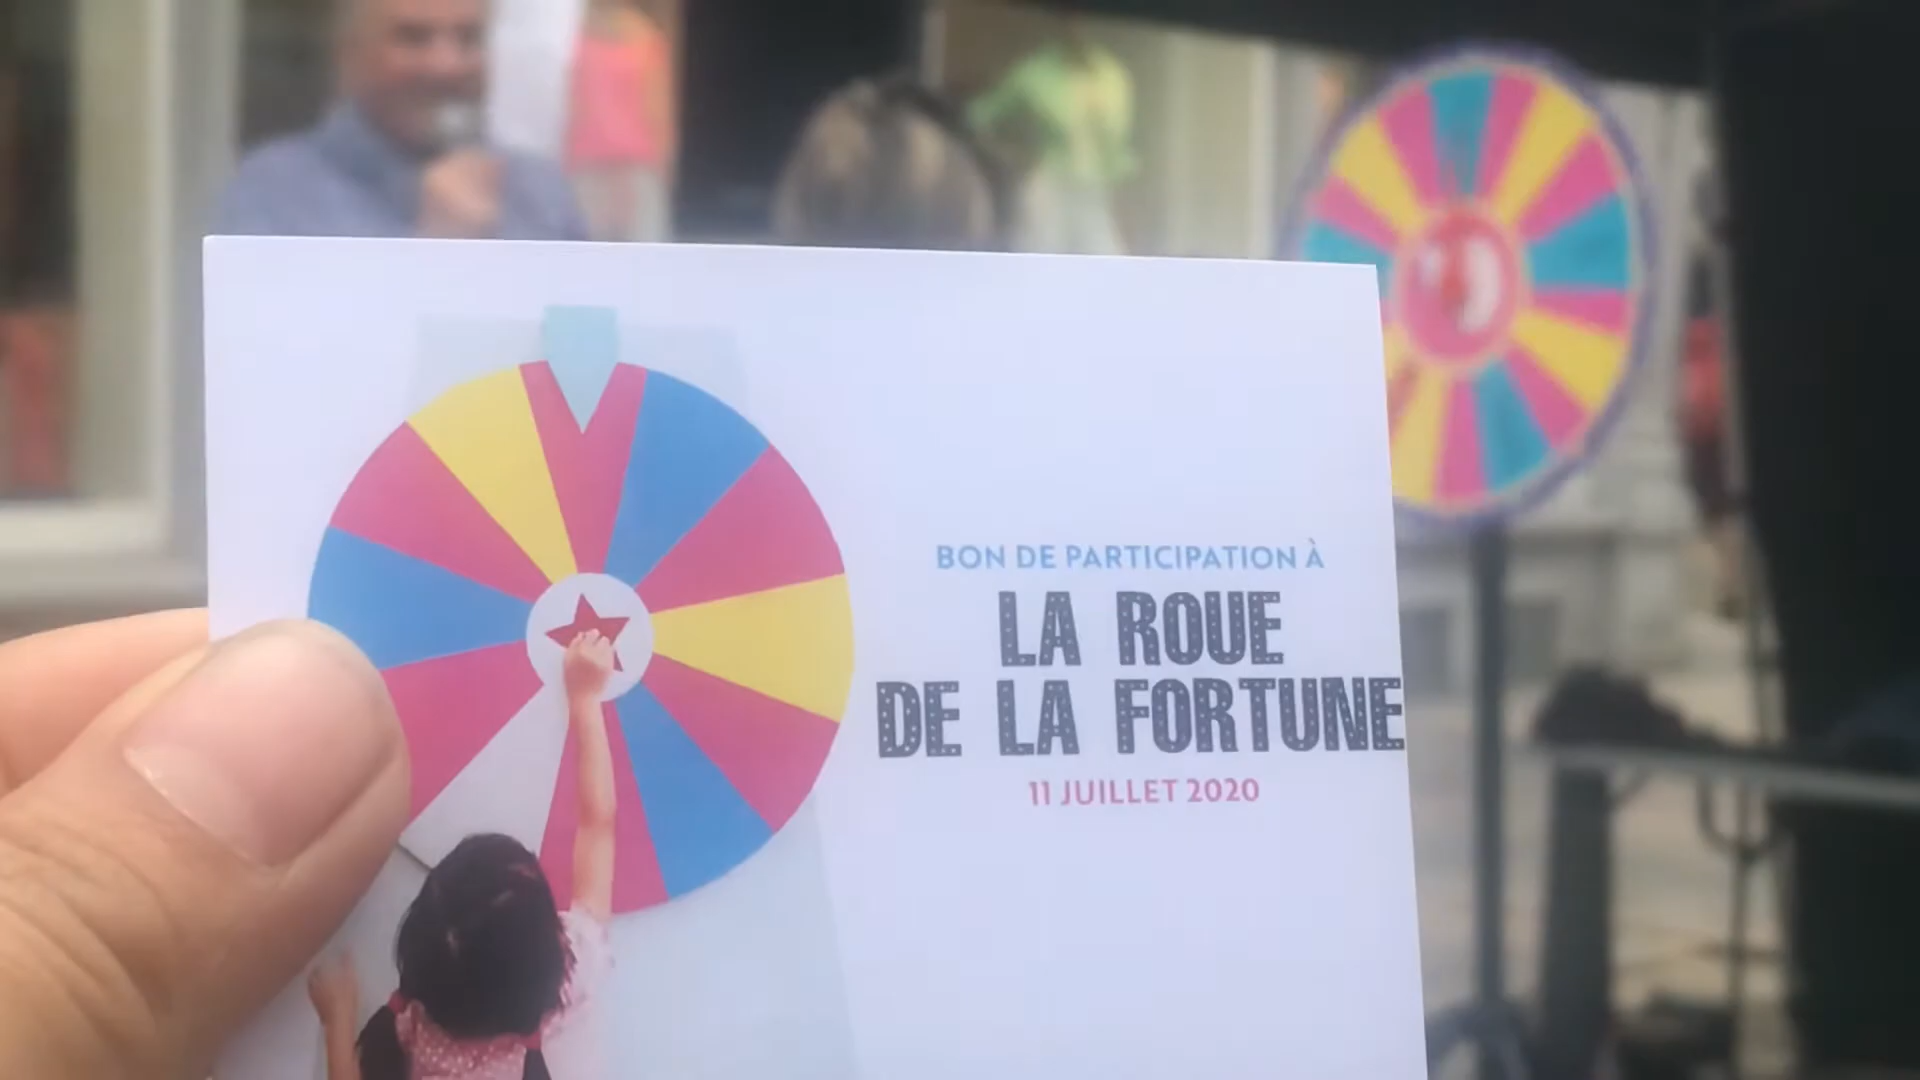 BON DE PARTICIPATION À
LA ROUE
DE LA FORTUNE
11 JUILLET 2020